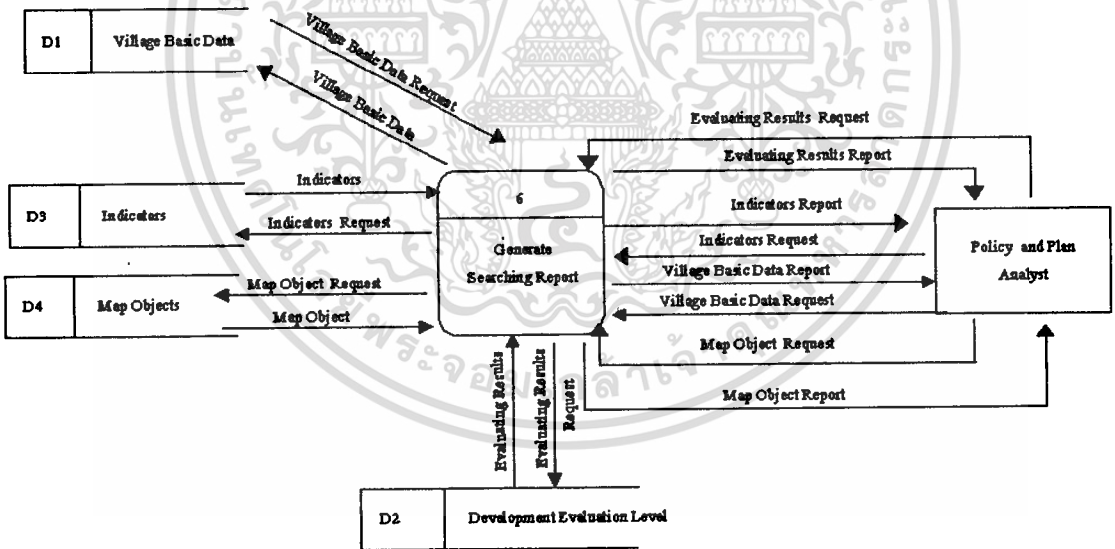 D1 Village Basic Data
Village Basic Data Request
Village Basic Data
Evaluating Results Request
Evaluating Results Report
Indicators
D3 Indicators
Indicators Request
6
Generate
Searching Report
Indicators Report
Indicators Request
Village Basic Data Report
Village Basic Data Request
Policy and Plan
Analyst
Map Object Request
D4 Map Objects
Map Object
Map Object Request
Map Object Report
Evaluating Results
Evaluating Results
Request
D2 Development Evaluation Level